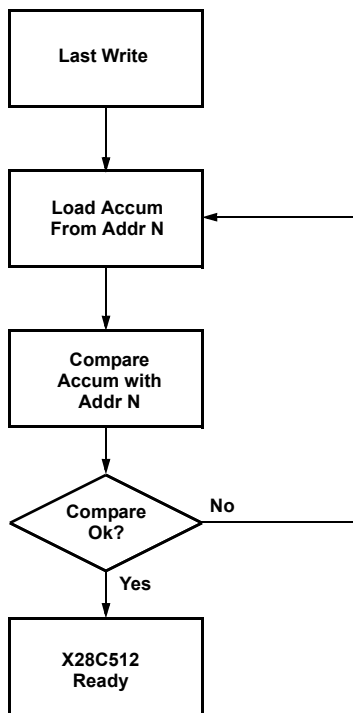 Last Write
Load Accum
From Addr N
Compare
Accum with
Addr N
Compare
Ok?
No
Yes
X28C512
Ready